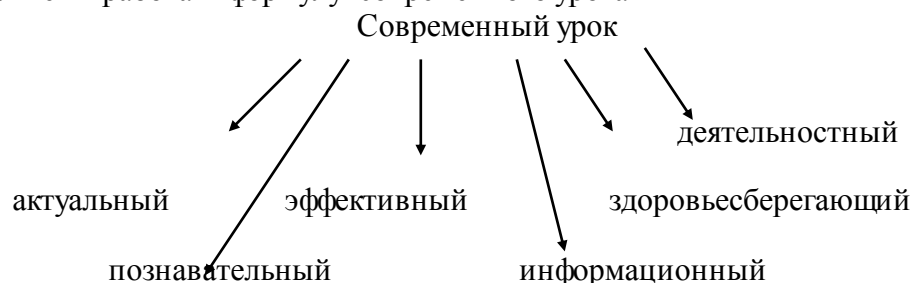 Современный урок
деятельностный
актуальный эффективный здоровьесберегающий
познавательный информационный